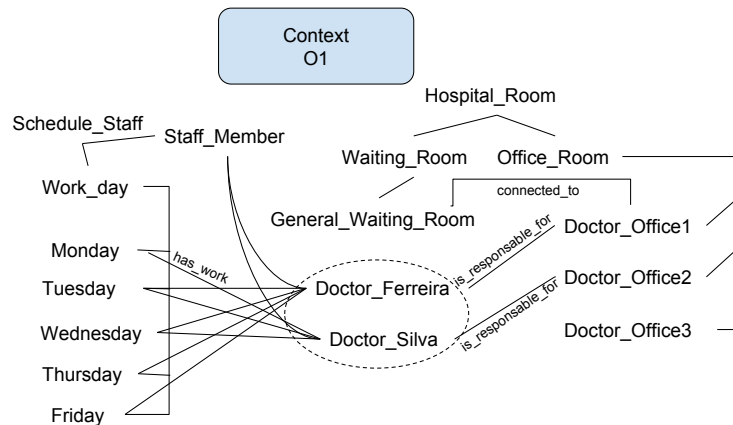 Context
O1
Hospital_Room
Schedule_Staff
Staff_Member
Waiting_Room
Office_Room
Work_day
connected_to
General_Waiting_Room
Doctor_Office1
Monday
has_work
is_responsable_for
Tuesday
Doctor_Ferreira
Doctor_Office2
Wednesday
Doctor_Silva
is_responsable_for
Doctor_Office3
Thursday
Friday